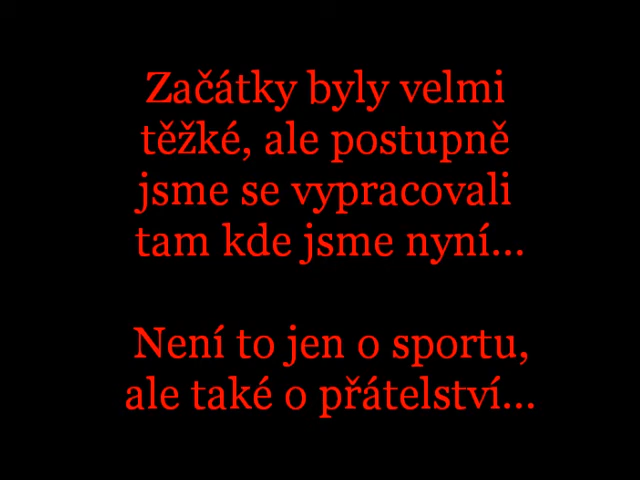 Začátky byly velmi
těžké, ale postupně
jsme se vypracovali
tam kde jsme nyní...
Není to jen o sportu,
ale také o přátelství...